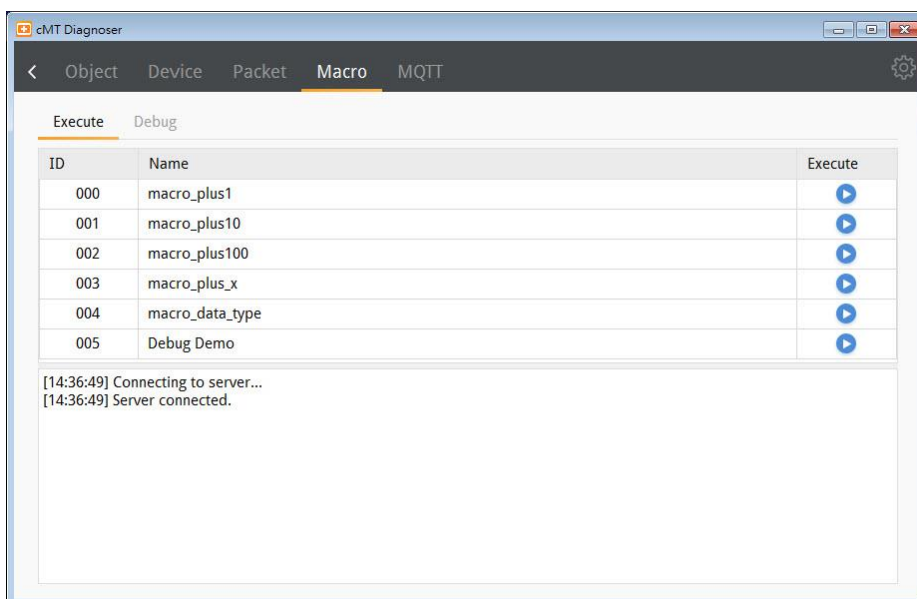 cMT Diagnoser
Object Device Packet Macro MQTT
Execute Debug
ID Name Execute
000 macro_plus1
001 macro_plus10
002 macro_plus100
003 macro_plus_x
004 macro_data_type
005 Debug Demo
[14:36:49] Connecting to server...
[14:36:49] Server connected.